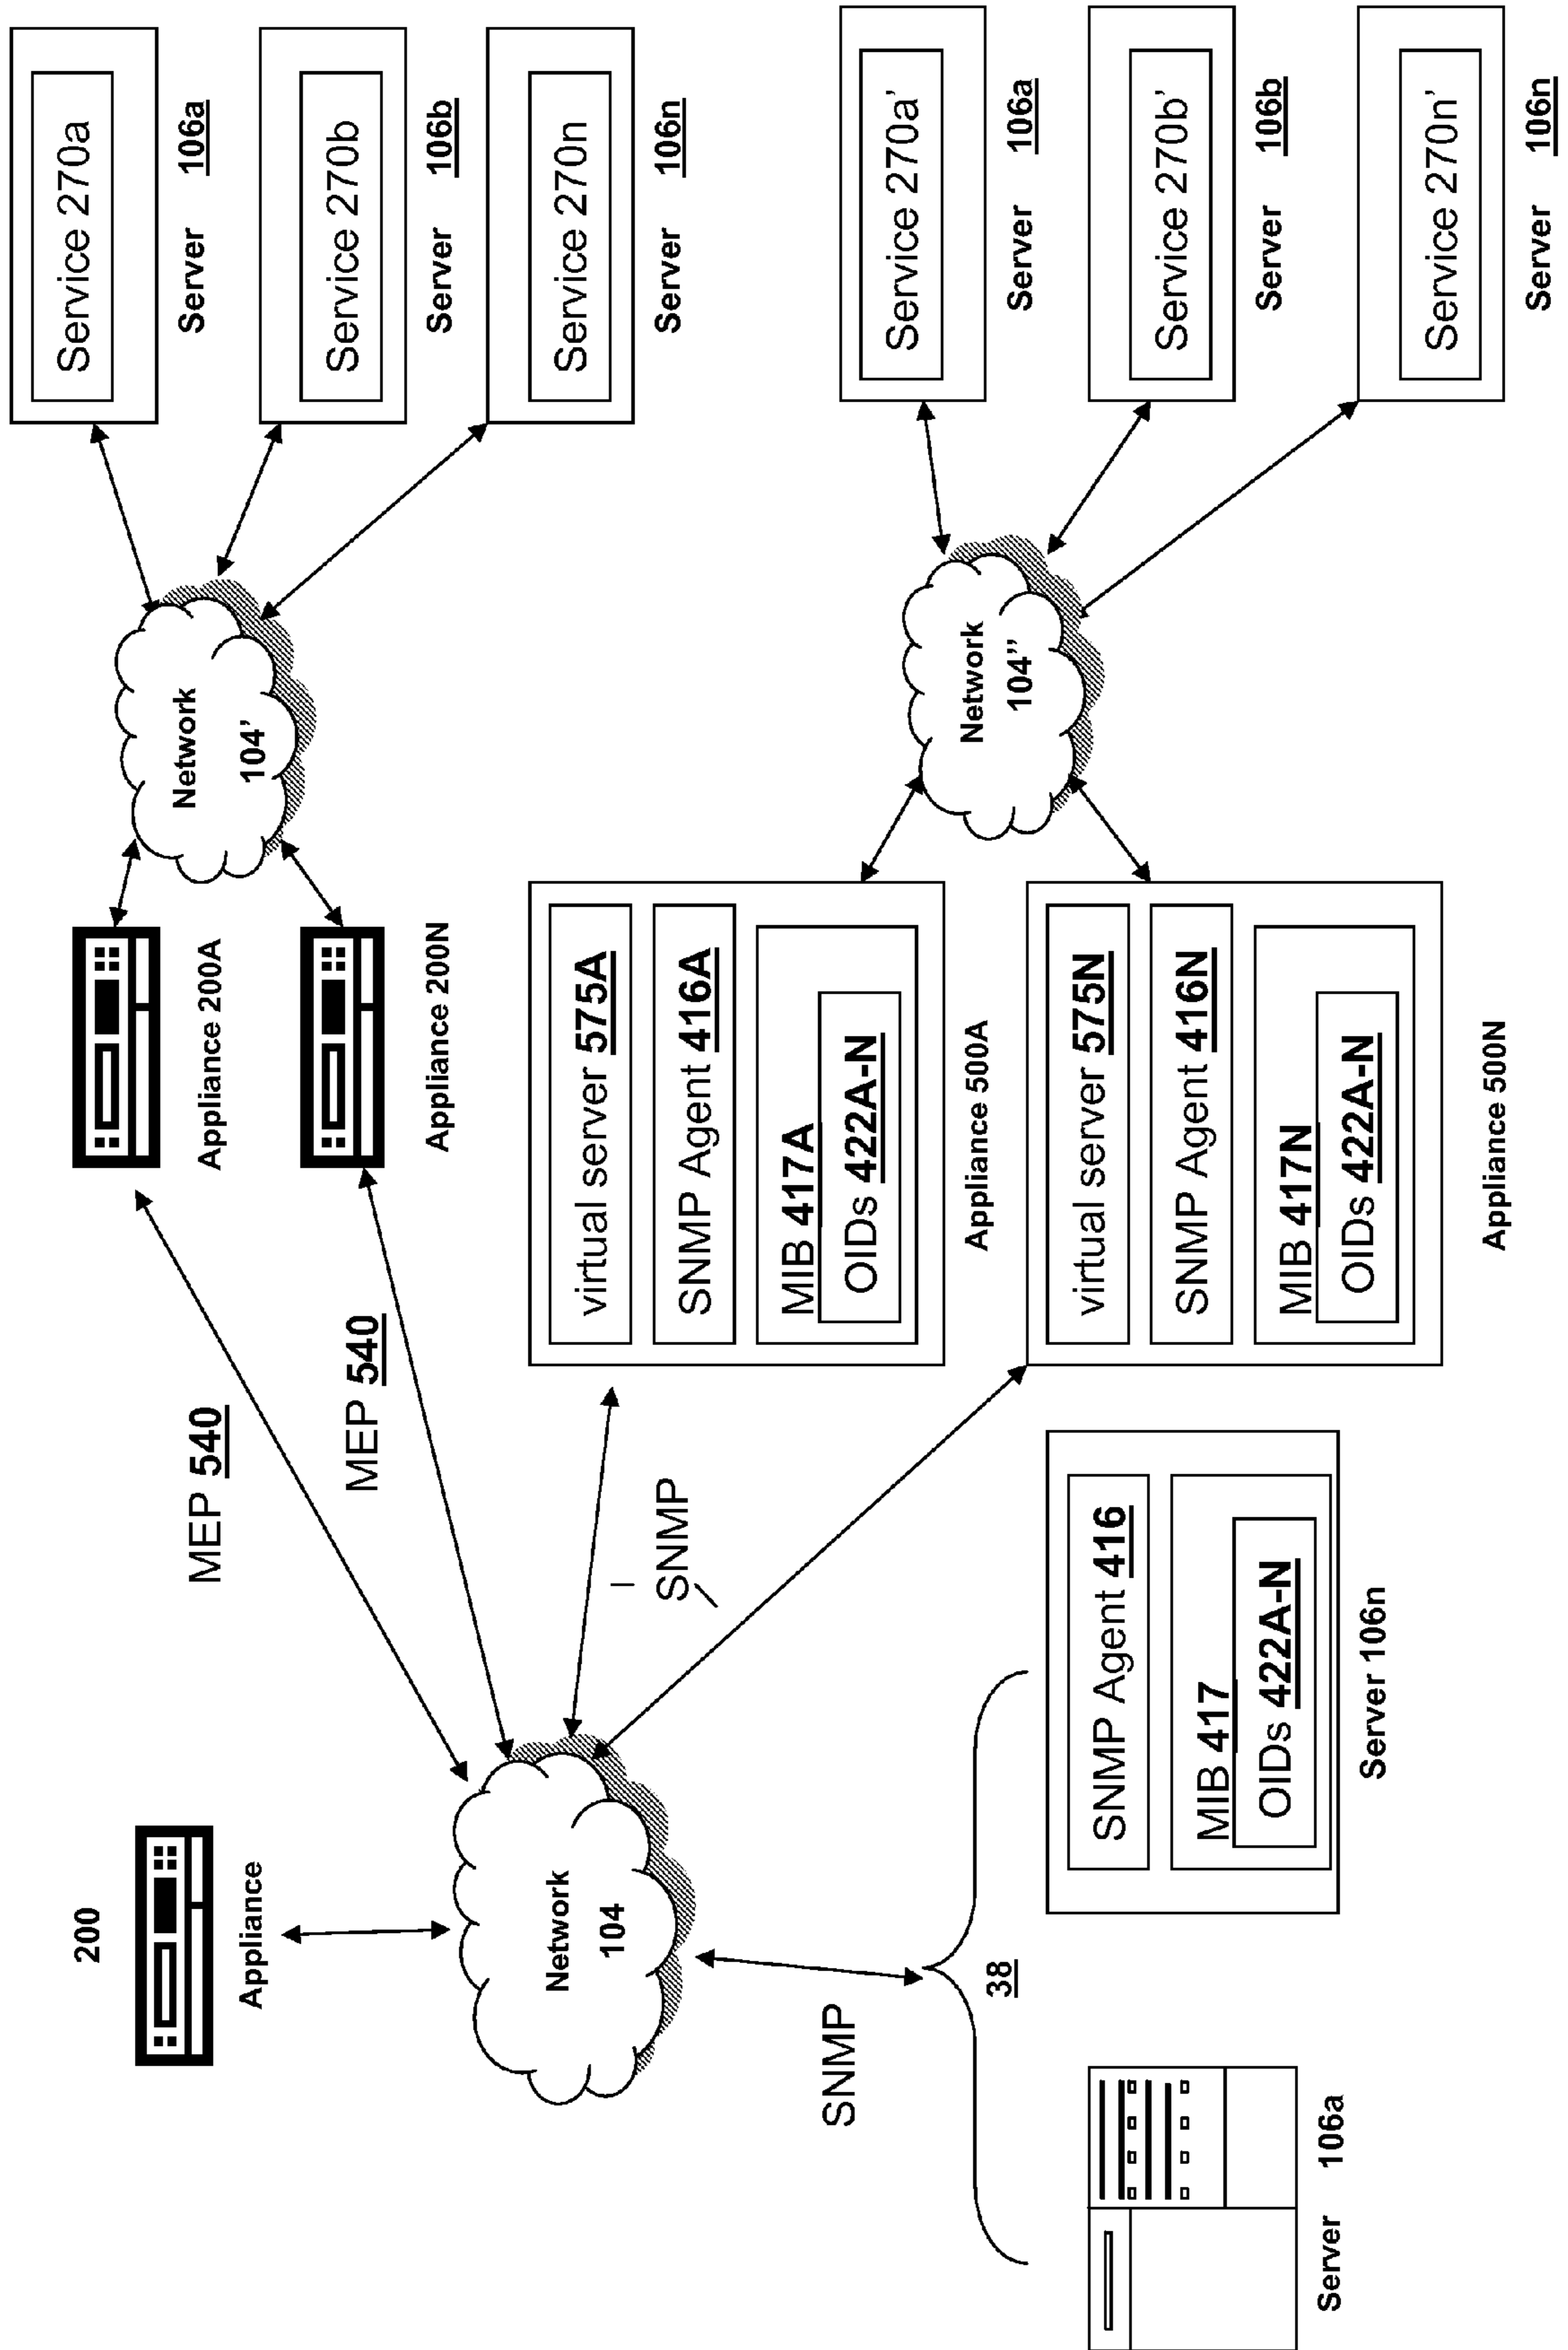 200
Appliance
Network
104
SNMP
38
Server 106a
SNMP Agent 416
MIB 417
OIDs 422A-N
Server 106n
MEP 540
MEP 540
SNMP
Appliance 200A
Appliance 200N
virtual server 575A
SNMP Agent 416A
MIB 417A
OIDs 422A-N
Appliance 500A
virtual server 575N
SNMP Agent 416N
MIB 417N
OIDs 422A-N
Appliance 500N
Network
104'
Network
104''
Service 270a
Server 106a
Service 270b
Server 106b
Service 270n
Server 106n
Service 270a'
Server 106a
Service 270b'
Server 106b
Service 270n'
Server 106n